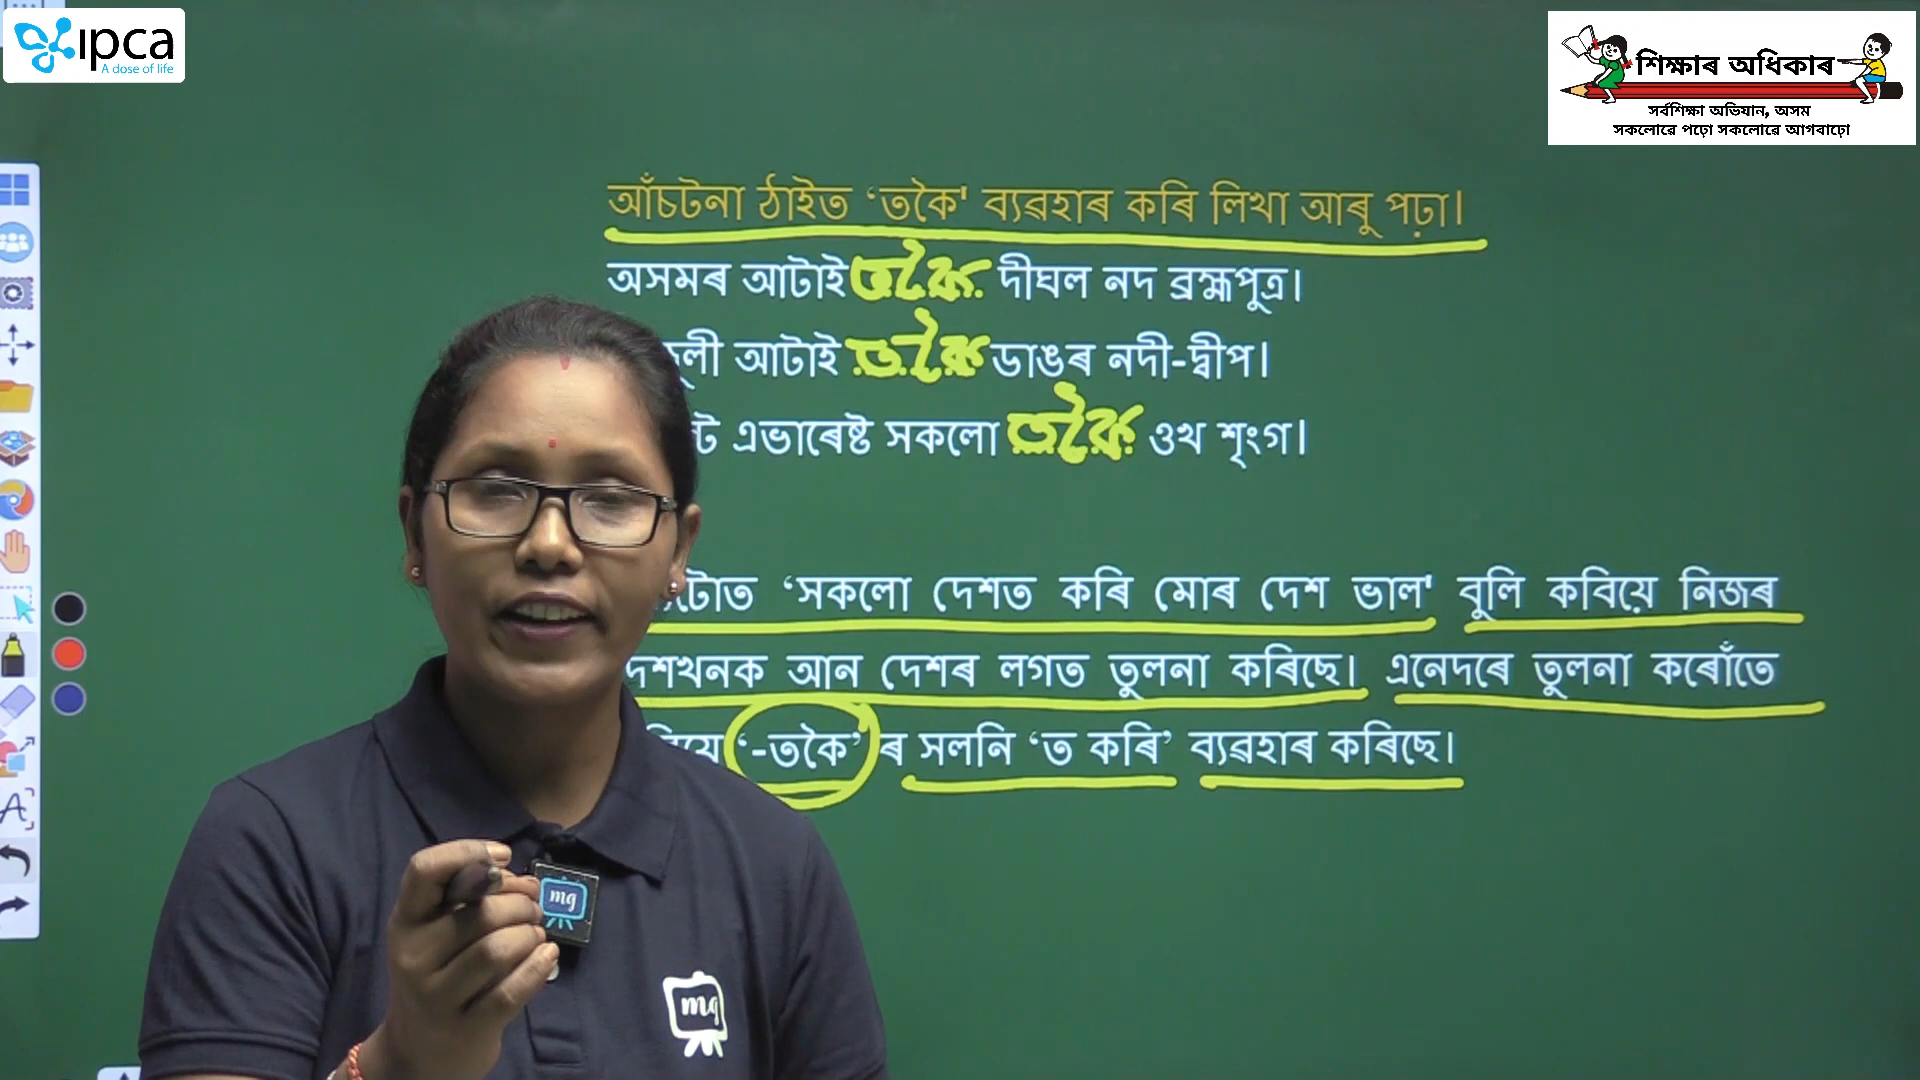 ipca
A dose of life
শিক্ষাৰ অধিকাৰ
সৰ্বশিক্ষা অভিযান, অসম
সকলোৱে পঢ়ো সকলোৱে আগবাঢ়ো
আঁচটনা ঠাইত ‘তকৈ' ব্যৱহাৰ কৰি লিখা আৰু পঢ়া।
অসমৰ আটাইতকৈ দীঘল নদ ব্ৰহ্মপুত্ৰ।
আটাই তকৈ ডাঙৰ নদী-দ্বীপ।
এভাৰেষ্ট সকলো তকৈ ওখ শৃংগ।
‘সকলো দেশত কৰি মোৰ দেশ ভাল' বুলি কবিয়ে নিজৰ
আন দেশৰ লগত তুলনা কৰিছে। এনেদৰে তুলনা কৰোঁতে
‘-তকৈ’ ৰ সলনি ‘ত কৰি’ ব্যৱহাৰ কৰিছে।
mg
mg